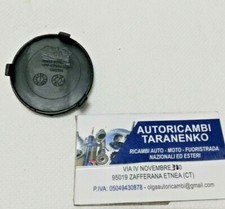 AUTORICAMBI
TARANENKO
RICAMBI AUTO - MOTO - FUORISTRADA
NAZIONALI ED ESTERI
VIA IV NOVEMBRE,
95019 ZAFFERANA ETNEA (CT)
P.IVA: 05049430878 - olgaautoricambi@gmail.com